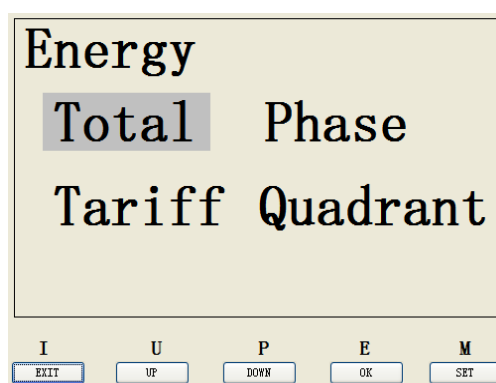 Energy
Total Phase
Tariff Quadrant
I U P E M
EXIT UP DOWN OK SET